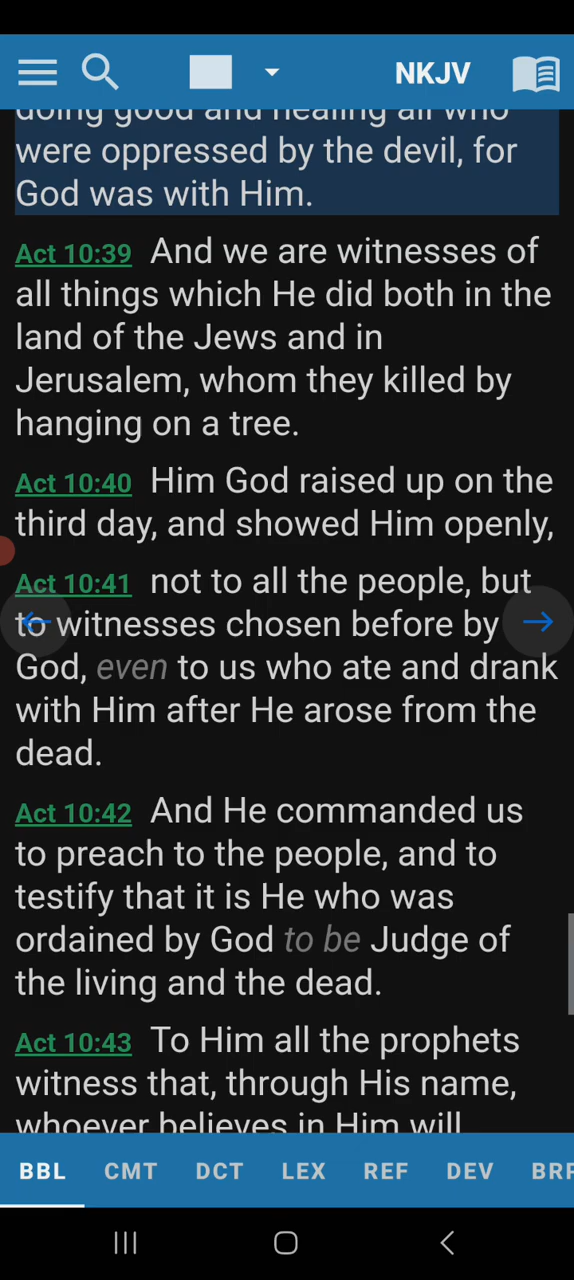 NKJV
doing good and healing all who
were oppressed by the devil, for
God was with Him.
Act 10:39 And we are witnesses of
all things which He did both in the
land of the Jews and in
Jerusalem, whom they killed by
hanging on a tree.
Act 10:40 Him God raised up on the
third day, and showed Him openly,
Act 10:41 not to all the people, but
to witnesses chosen before by
God, even to us who ate and drank
with Him after He arose from the
dead.
Act 10:42 And He commanded us
to preach to the people, and to
testify that it is He who was
ordained by God to be Judge of
the living and the dead.
Act 10:43 To Him all the prophets
witness that, through His name,
whoever believes in Him will
BBL CMT DCT LEX REF DEV BRP